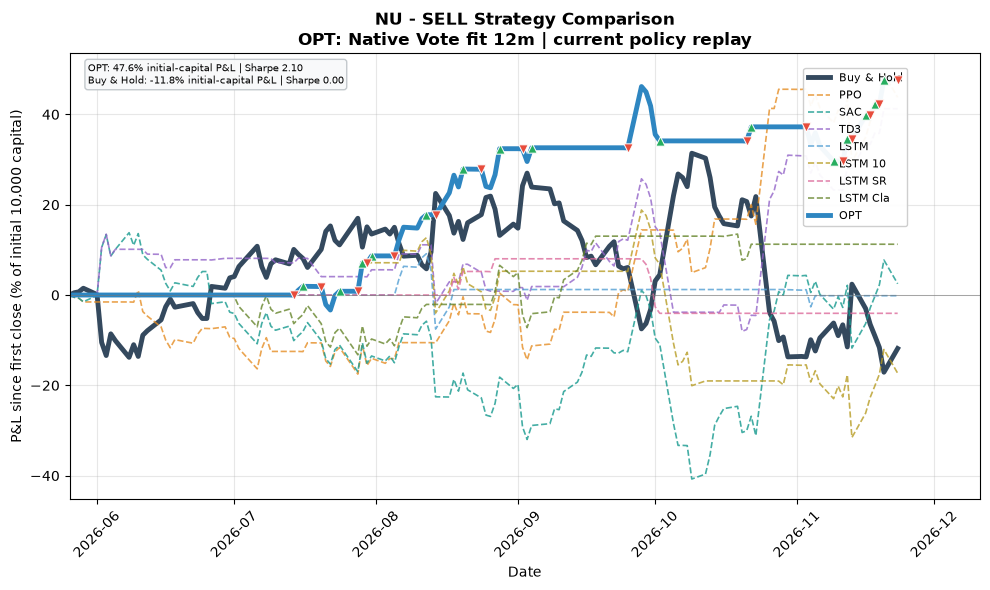 NU - SELL Strategy Comparison
OPT: Native Vote fit 12m | current policy replay
OPT: 47.6% initial-capital P&L | Sharpe 2.10
Buy & Hold: -11.8% initial-capital P&L | Sharpe 0.00
Buy & Hold
PPO
SAC
TD3
LSTM
LSTM 10
LSTM SR
LSTM Cla
OPT
P&L since first close (% of initial 10,000 capital)
40
20
0
−20
−40
2026-06
2026-07
2026-08
2026-09
2026-10
2026-11
2026-12
Date